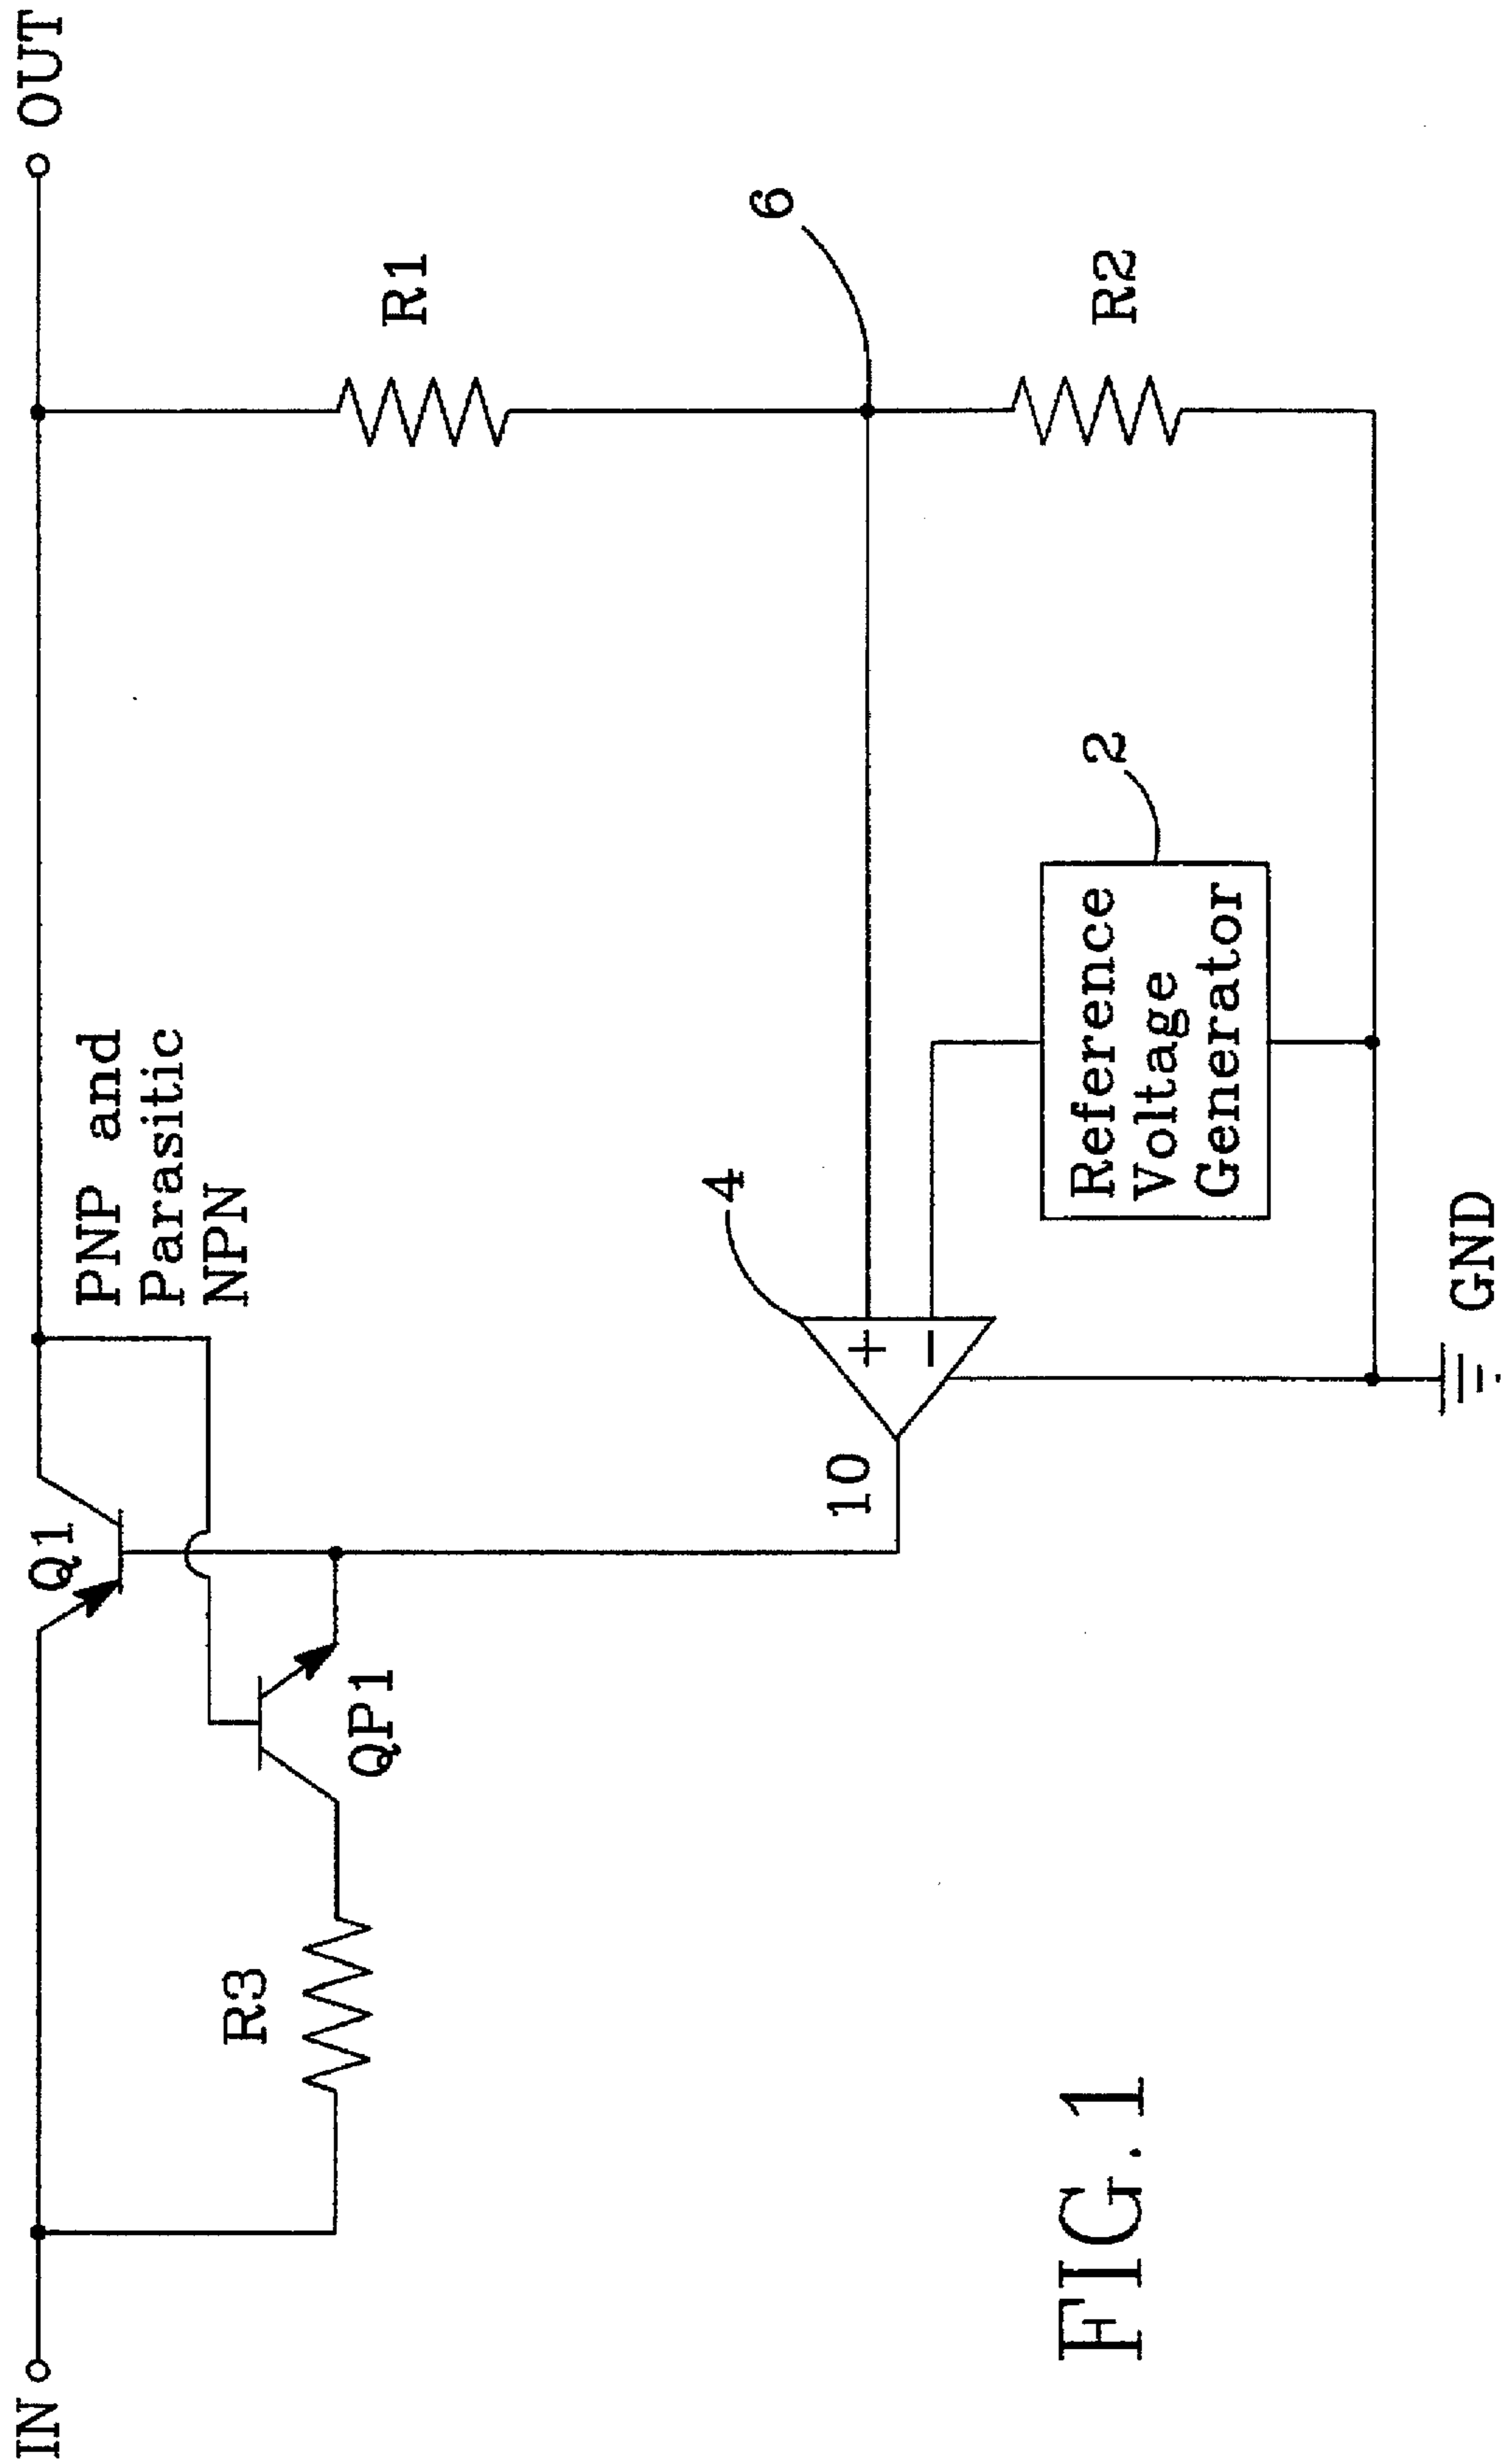 IN
OUT
Q1
PNP and
Parasitic
NPN
R3
QP1
R1
4
6
10
+
−
2
Reference
Voltage
Generator
R2
GND
FIG.1